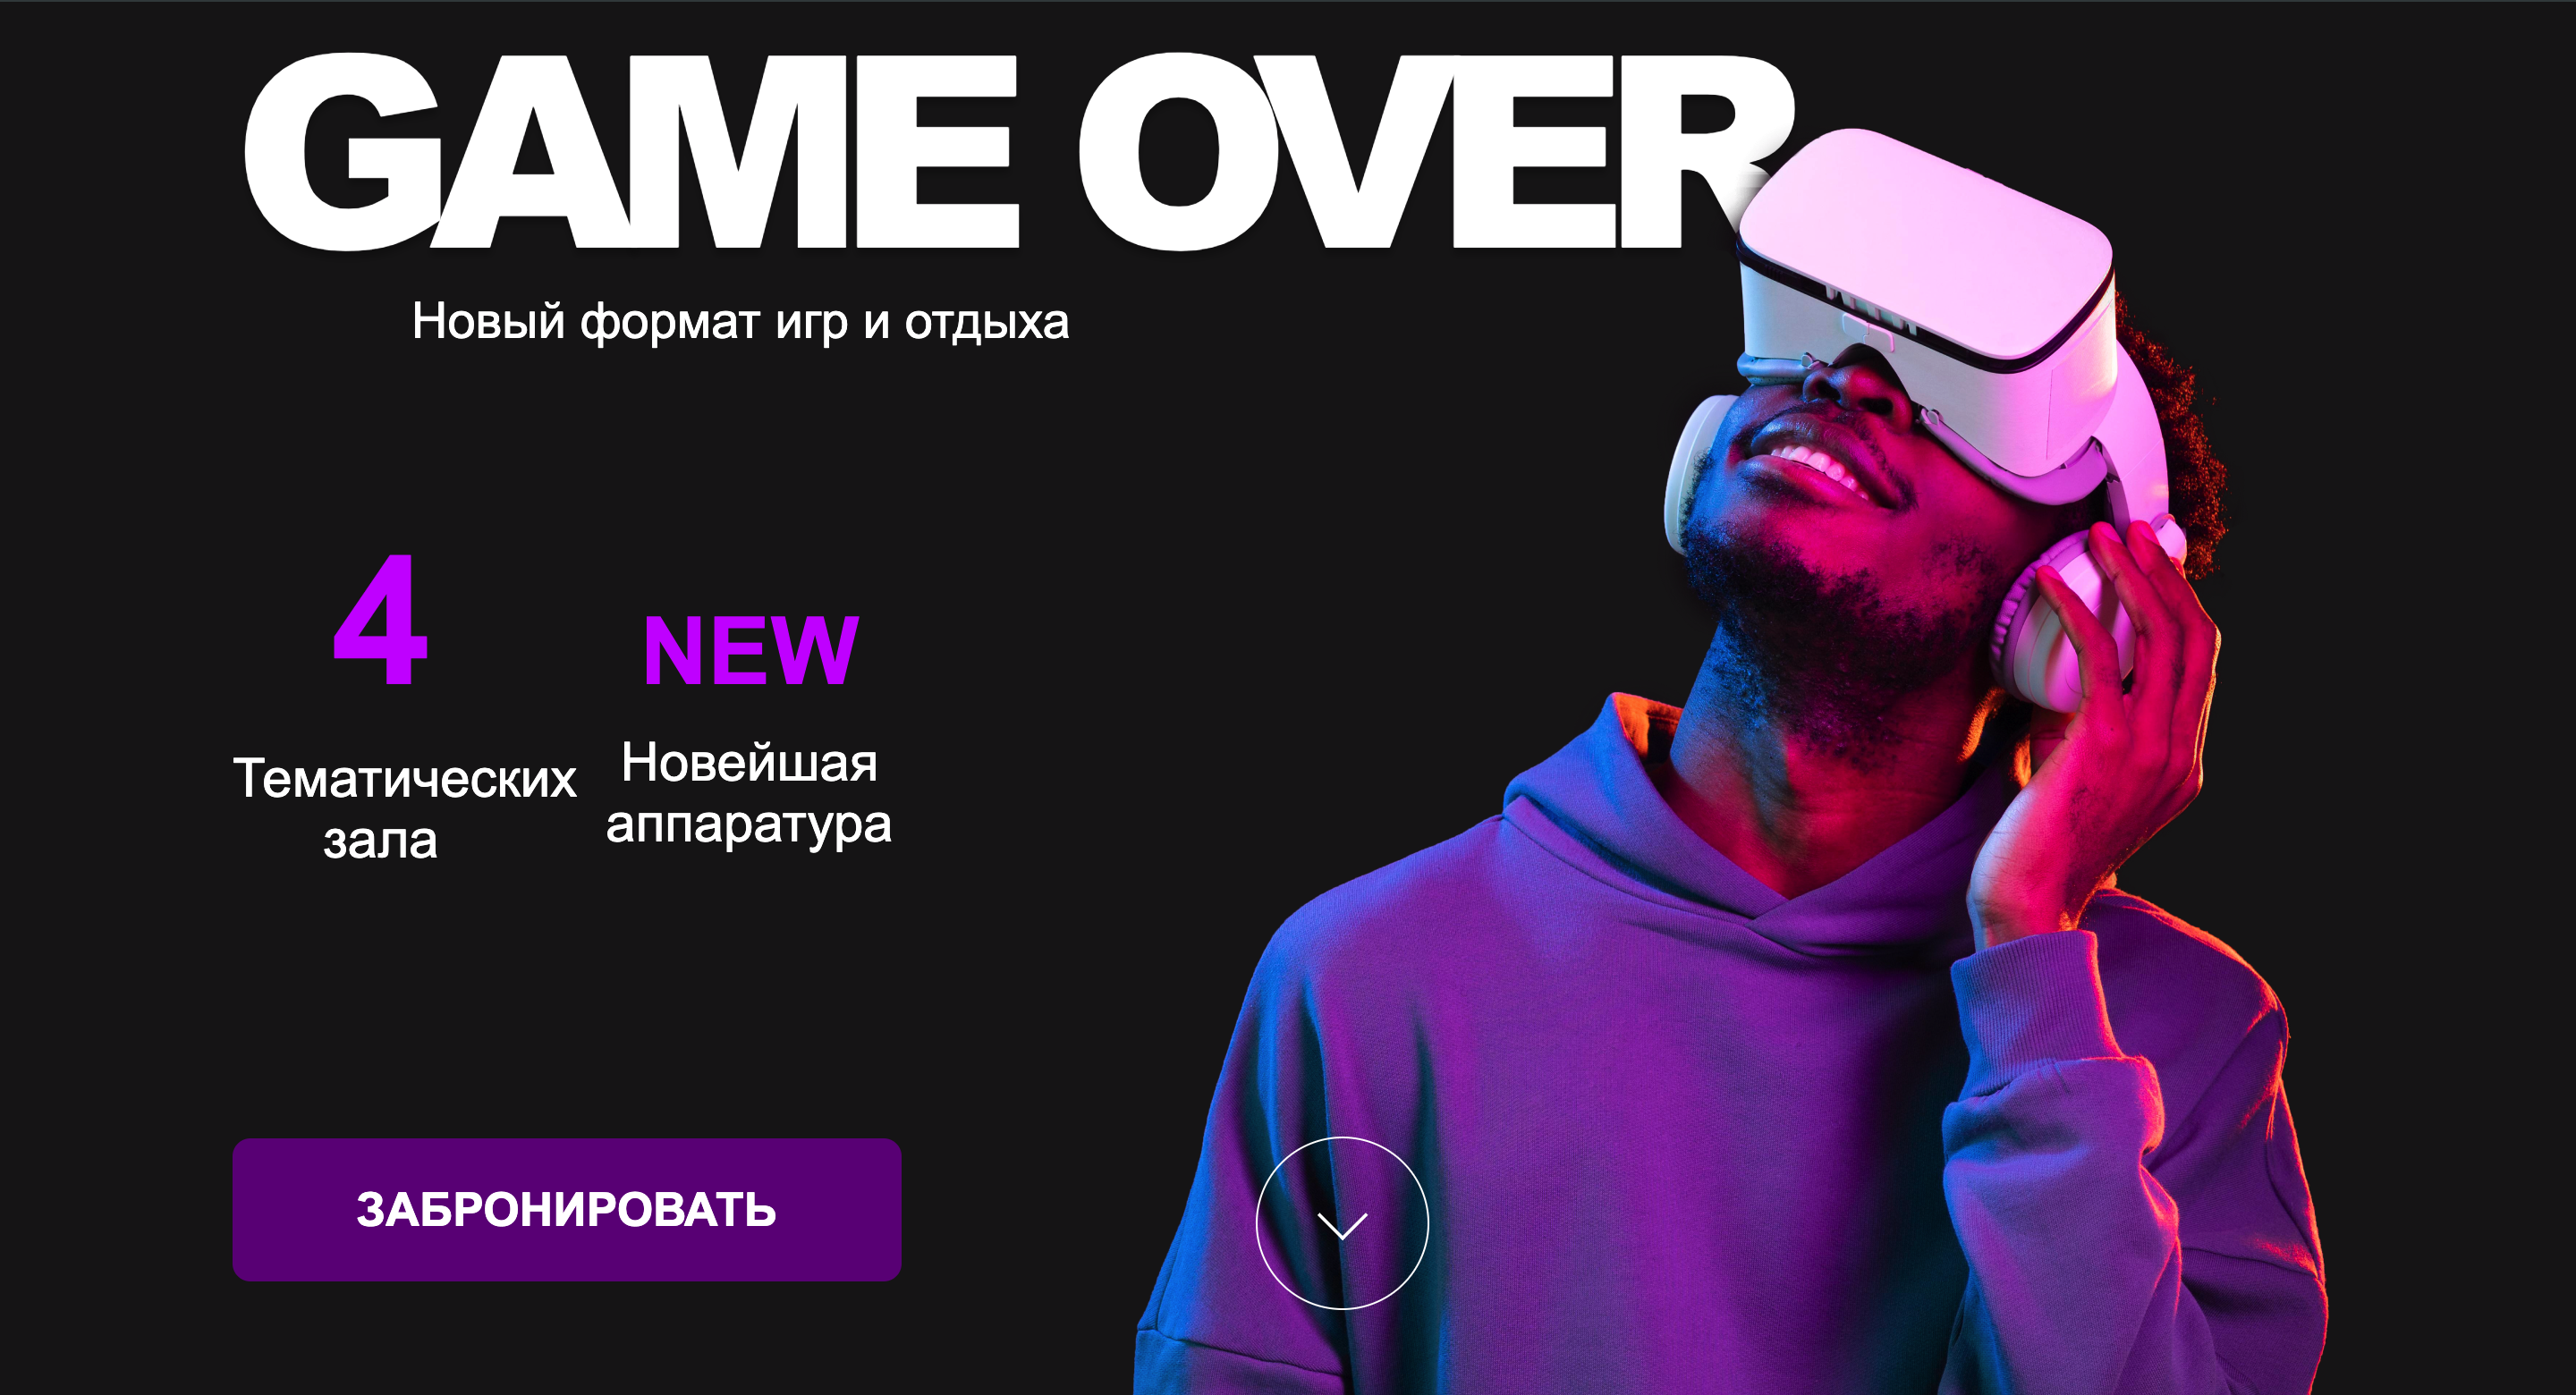 GAME OVER
Новый формат игр и отдыха
4
Тематических
зала
NEW
Новейшая
аппаратура
ЗАБРОНИРОВАТЬ